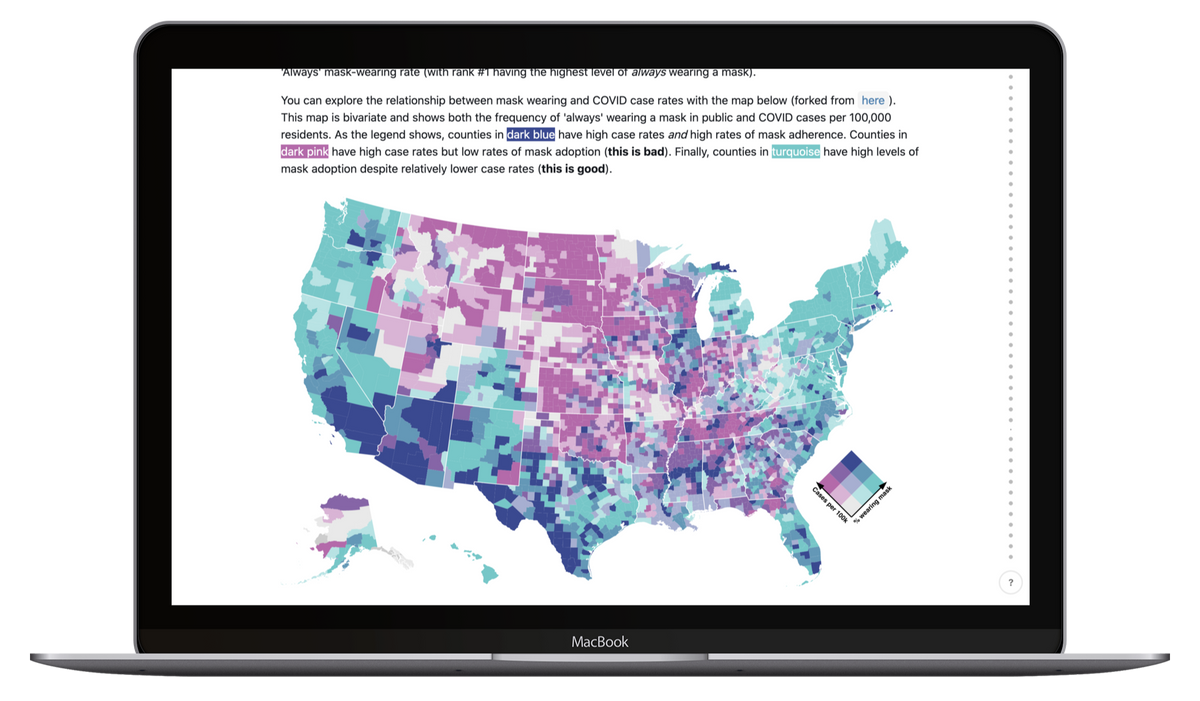 'Always' mask-wearing rate (with rank #1 having the highest level of always wearing a mask).
You can explore the relationship between mask wearing and COVID case rates with the map below (forked from here ).
This map is bivariate and shows both the frequency of 'always' wearing a mask in public and COVID cases per 100,000
residents. As the legend shows, counties in dark blue have high case rates and high rates of mask adherence. Counties in
dark pink have high case rates but low rates of mask adoption (this is bad). Finally, counties in turquoise have high levels of
mask adoption despite relatively lower case rates (this is good).
Cases per 100k
% wearing mask
?
MacBook